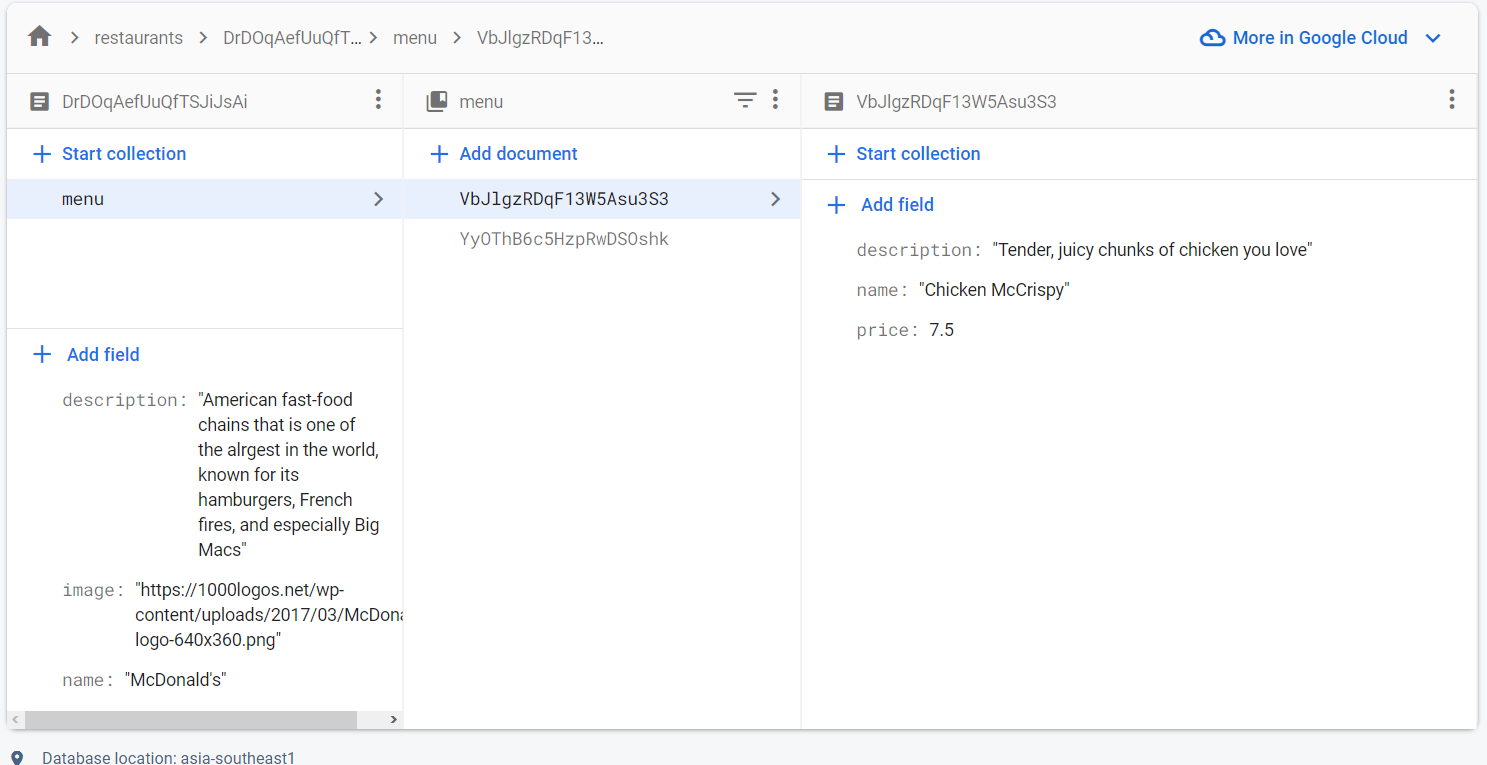 restaurants
DrDOqAefUuQfT...
menu
VbJlgzRDqF13...
More in Google Cloud
DrDOqAefUuQfTSJiJsAi
menu
VbJlgzRDqF13W5Asu3S3
Start collection
Add document
Start collection
menu
VbJlgzRDqF13W5Asu3S3
YyOThB6c5HzpRwDSOshk
Add field
description: "Tender, juicy chunks of chicken you love"
name: "Chicken McCrispy"
price: 7.5
Add field
description: "American fast-food
chains that is one of
the alrgest in the world,
known for its
hamburgers, French
fires, and especially Big
Macs"
image: "https://1000logos.net/wp-
content/uploads/2017/03/McDona
logo-640x360.png"
name: "McDonald's"
Database location: asia-southeast1